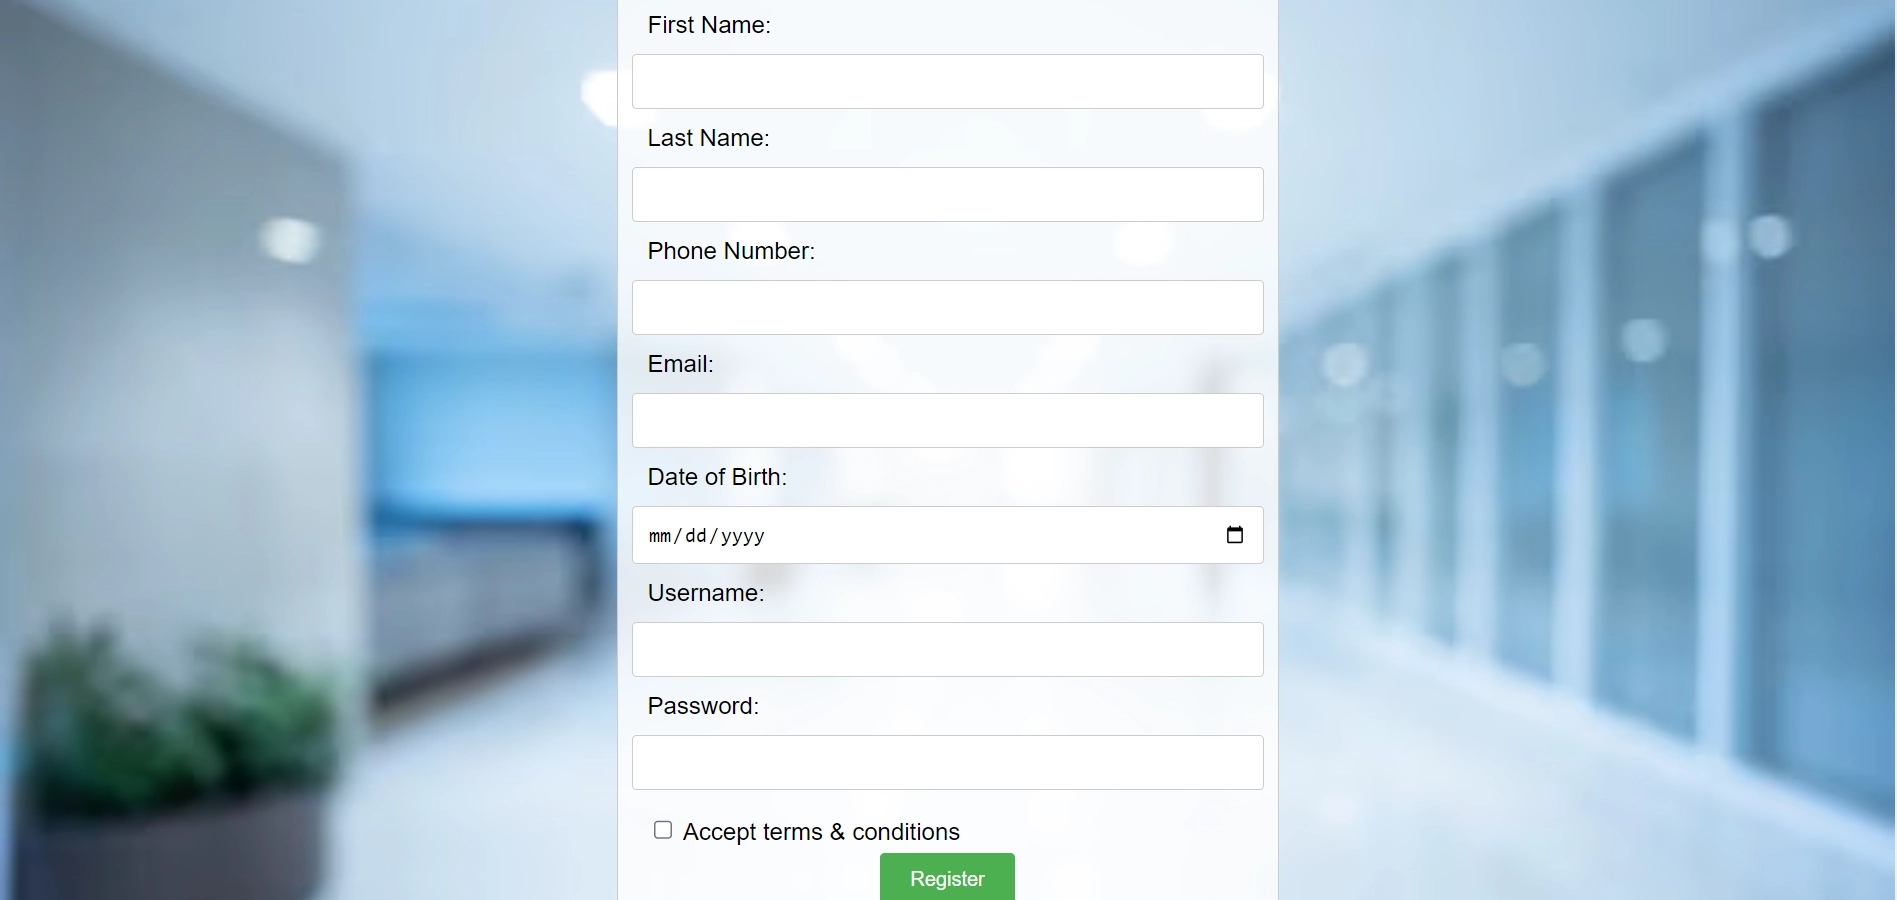 First Name:
Last Name:
Phone Number:
Email:
Date of Birth:
mm/dd/yyyy
Username:
Password:
Accept terms & conditions
Register